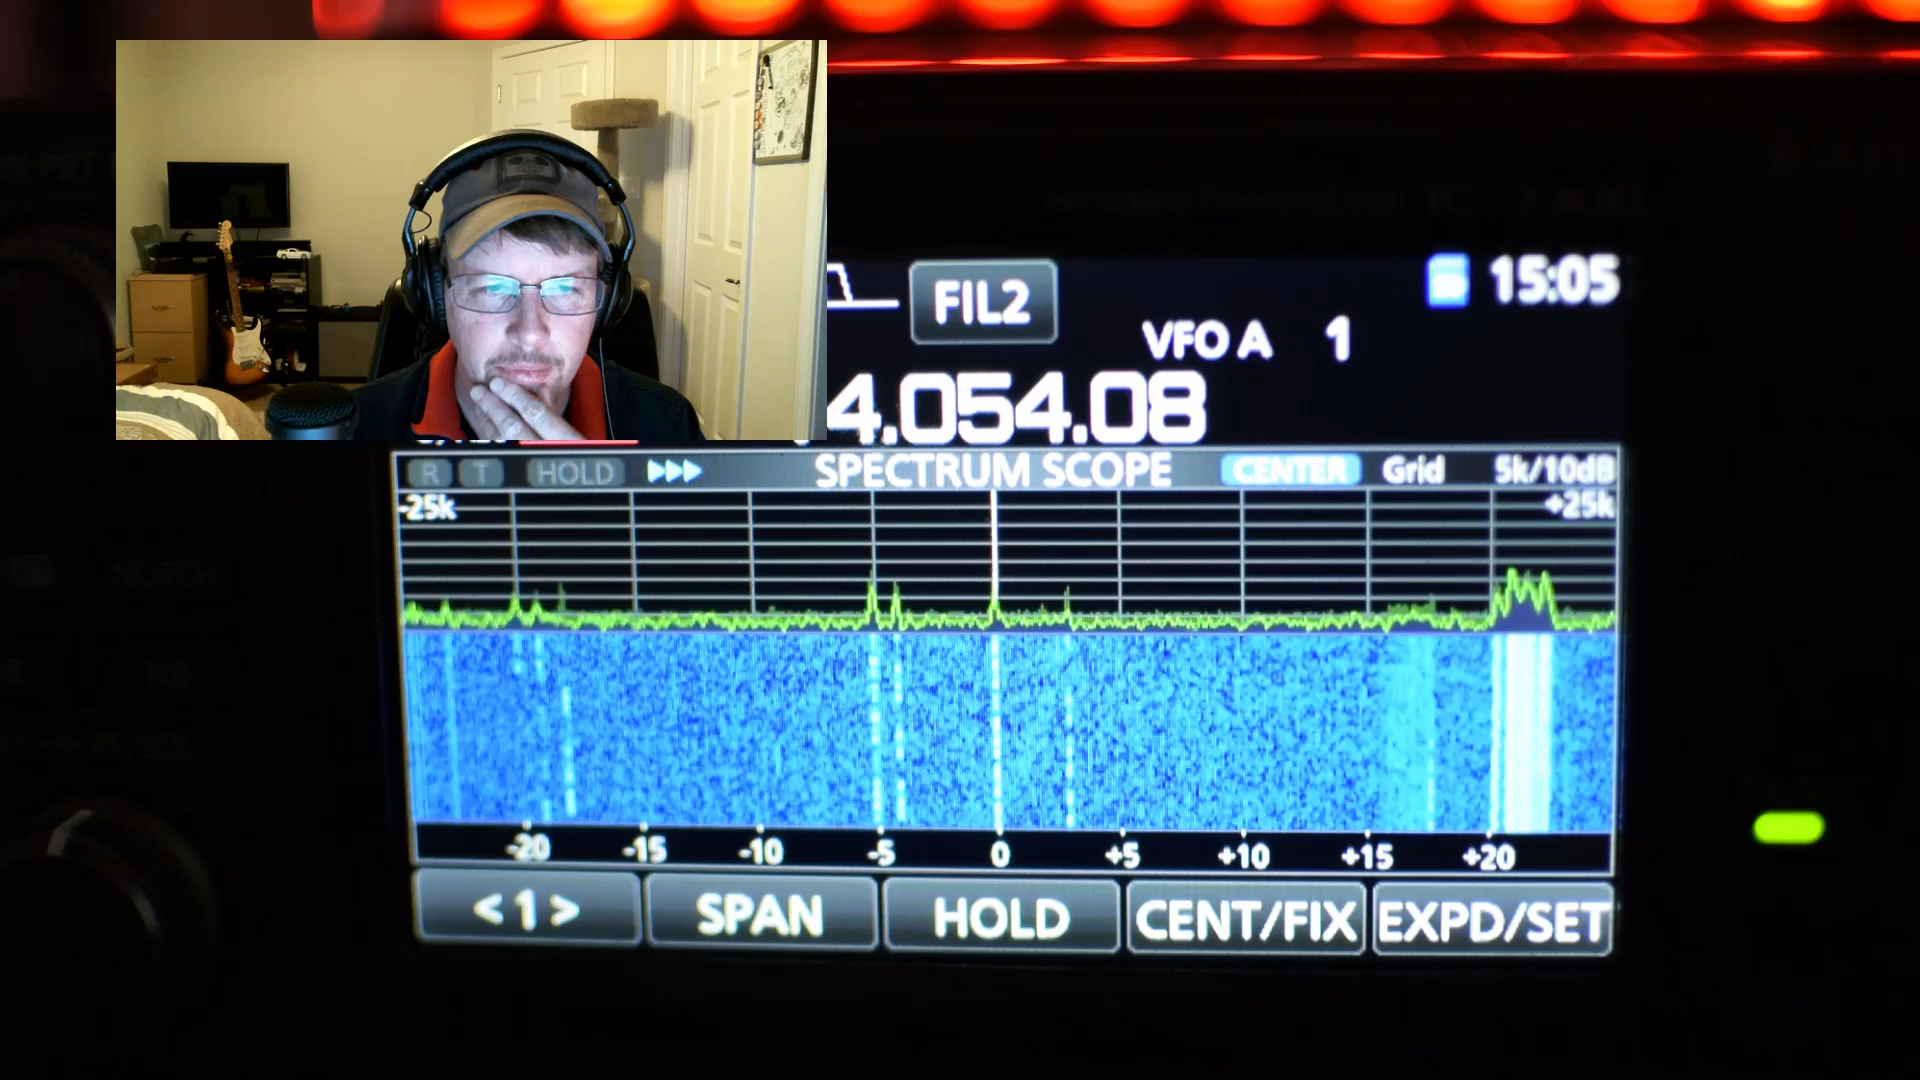 FIL2
15:05
VFO A 1
4.054.08
R T HOLD SPECTRUM SCOPE CENTER Grid 5k/10dB
-25k +25k
-20 -15 -10 -5 0 +5 +10 +15 +20
< 1 > SPAN HOLD CENT/FIX EXPD/SET
NOTCH